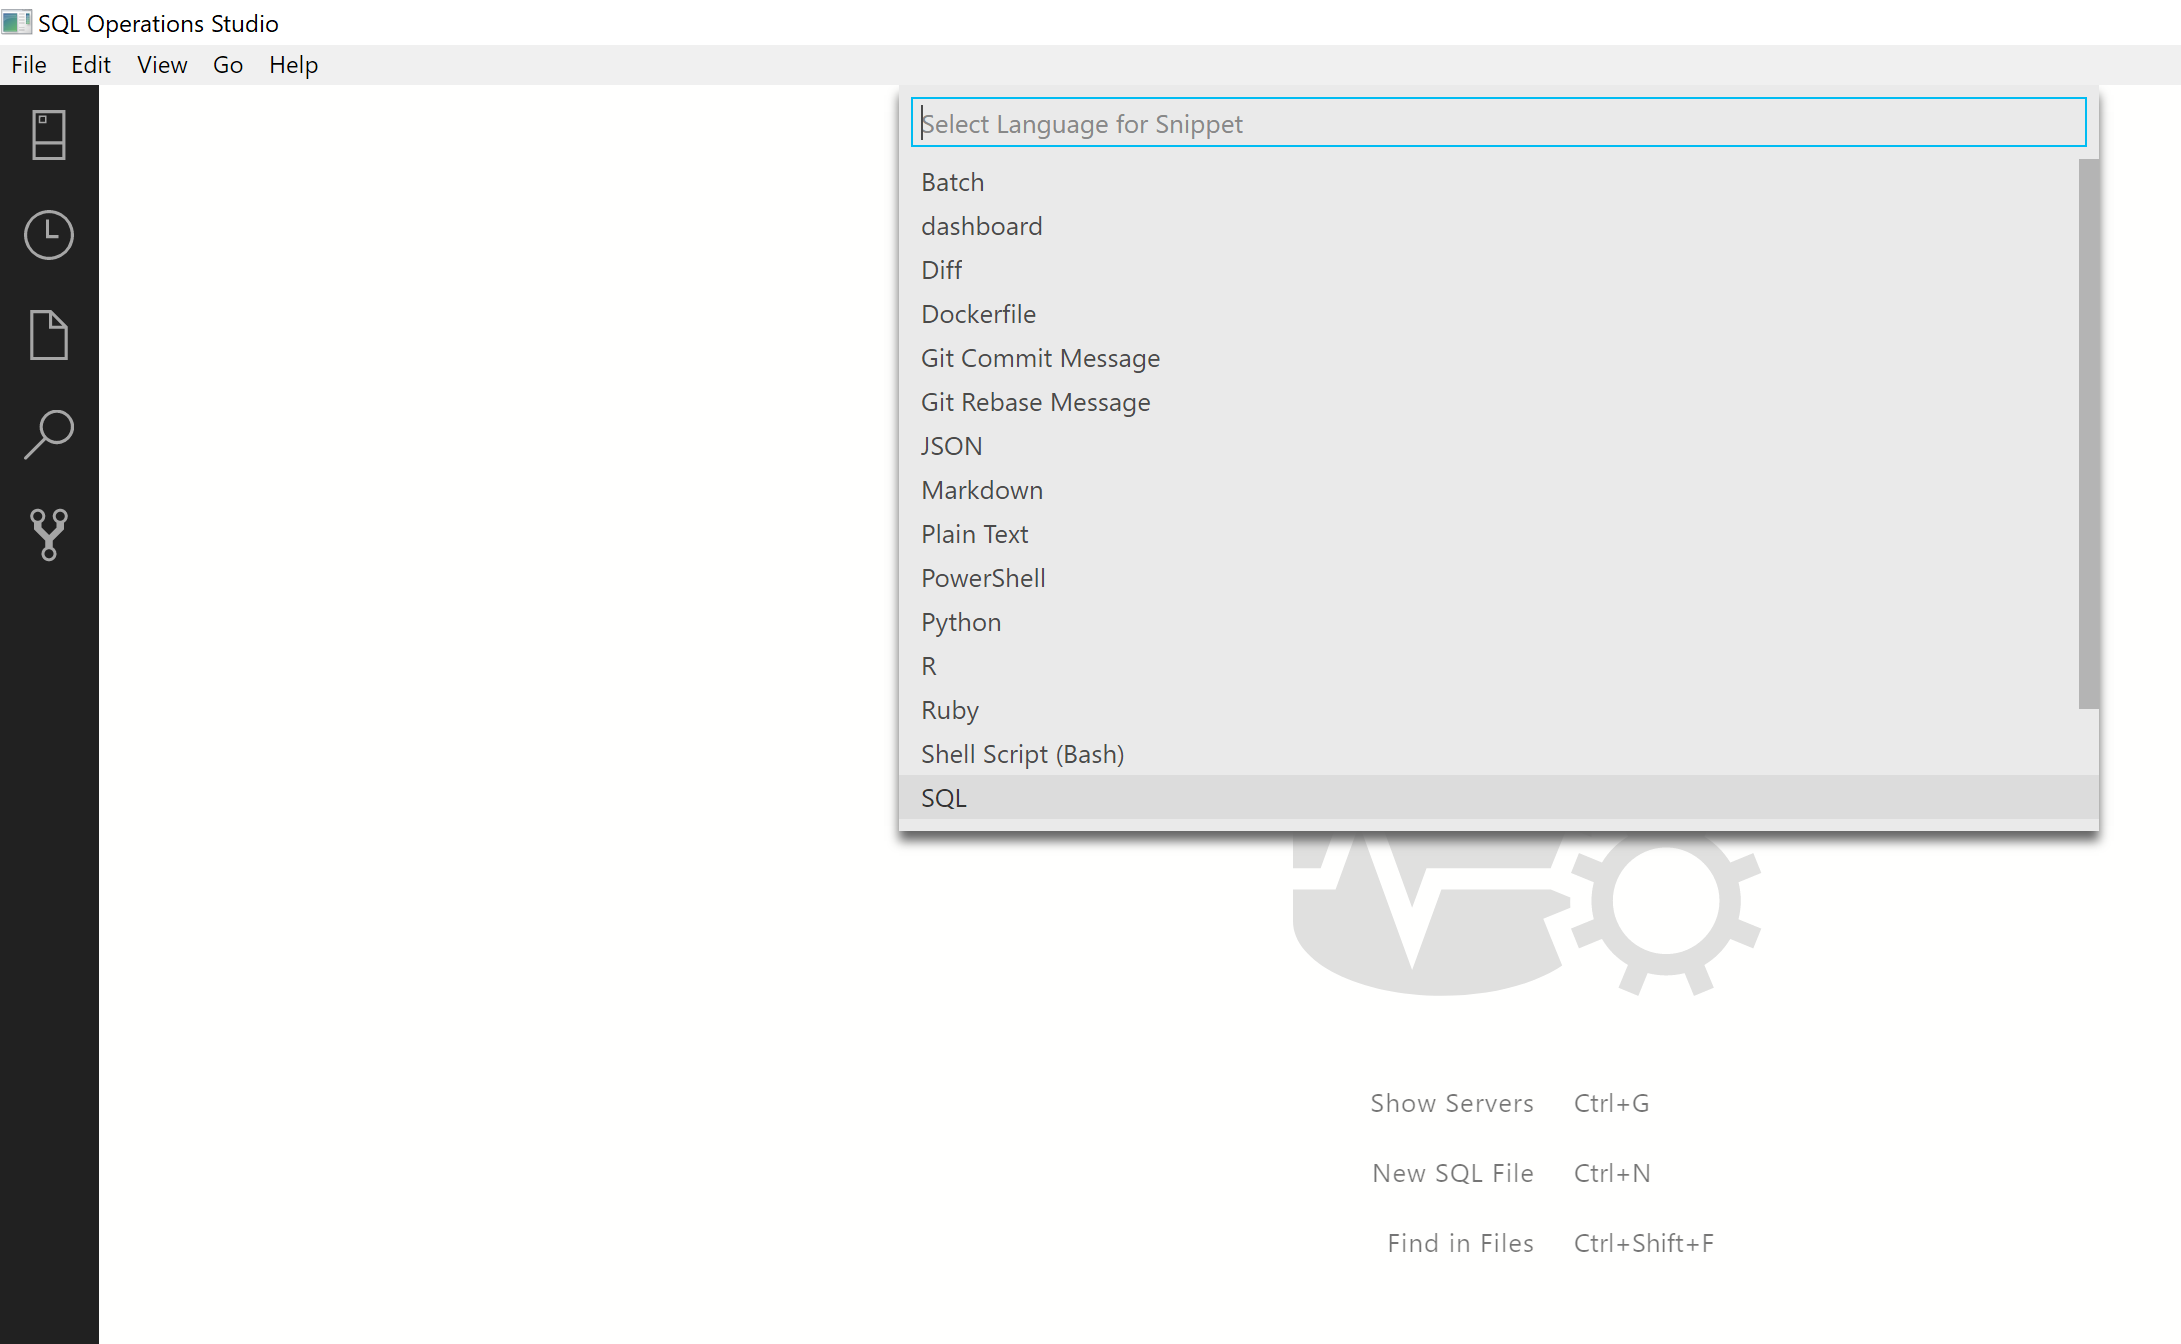 SQL Operations Studio
File Edit View Go Help
Select Language for Snippet
Batch
dashboard
Diff
Dockerfile
Git Commit Message
Git Rebase Message
JSON
Markdown
Plain Text
PowerShell
Python
R
Ruby
Shell Script (Bash)
SQL
Show Servers Ctrl+G
New SQL File Ctrl+N
Find in Files Ctrl+Shift+F